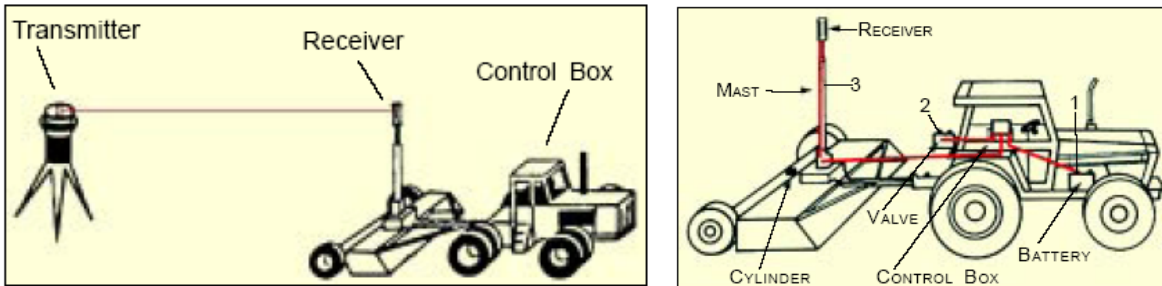 Transmitter
Receiver
Control Box
RECEIVER
MAST
3
2
1
VALVE
BATTERY
CYLINDER
CONTROL BOX